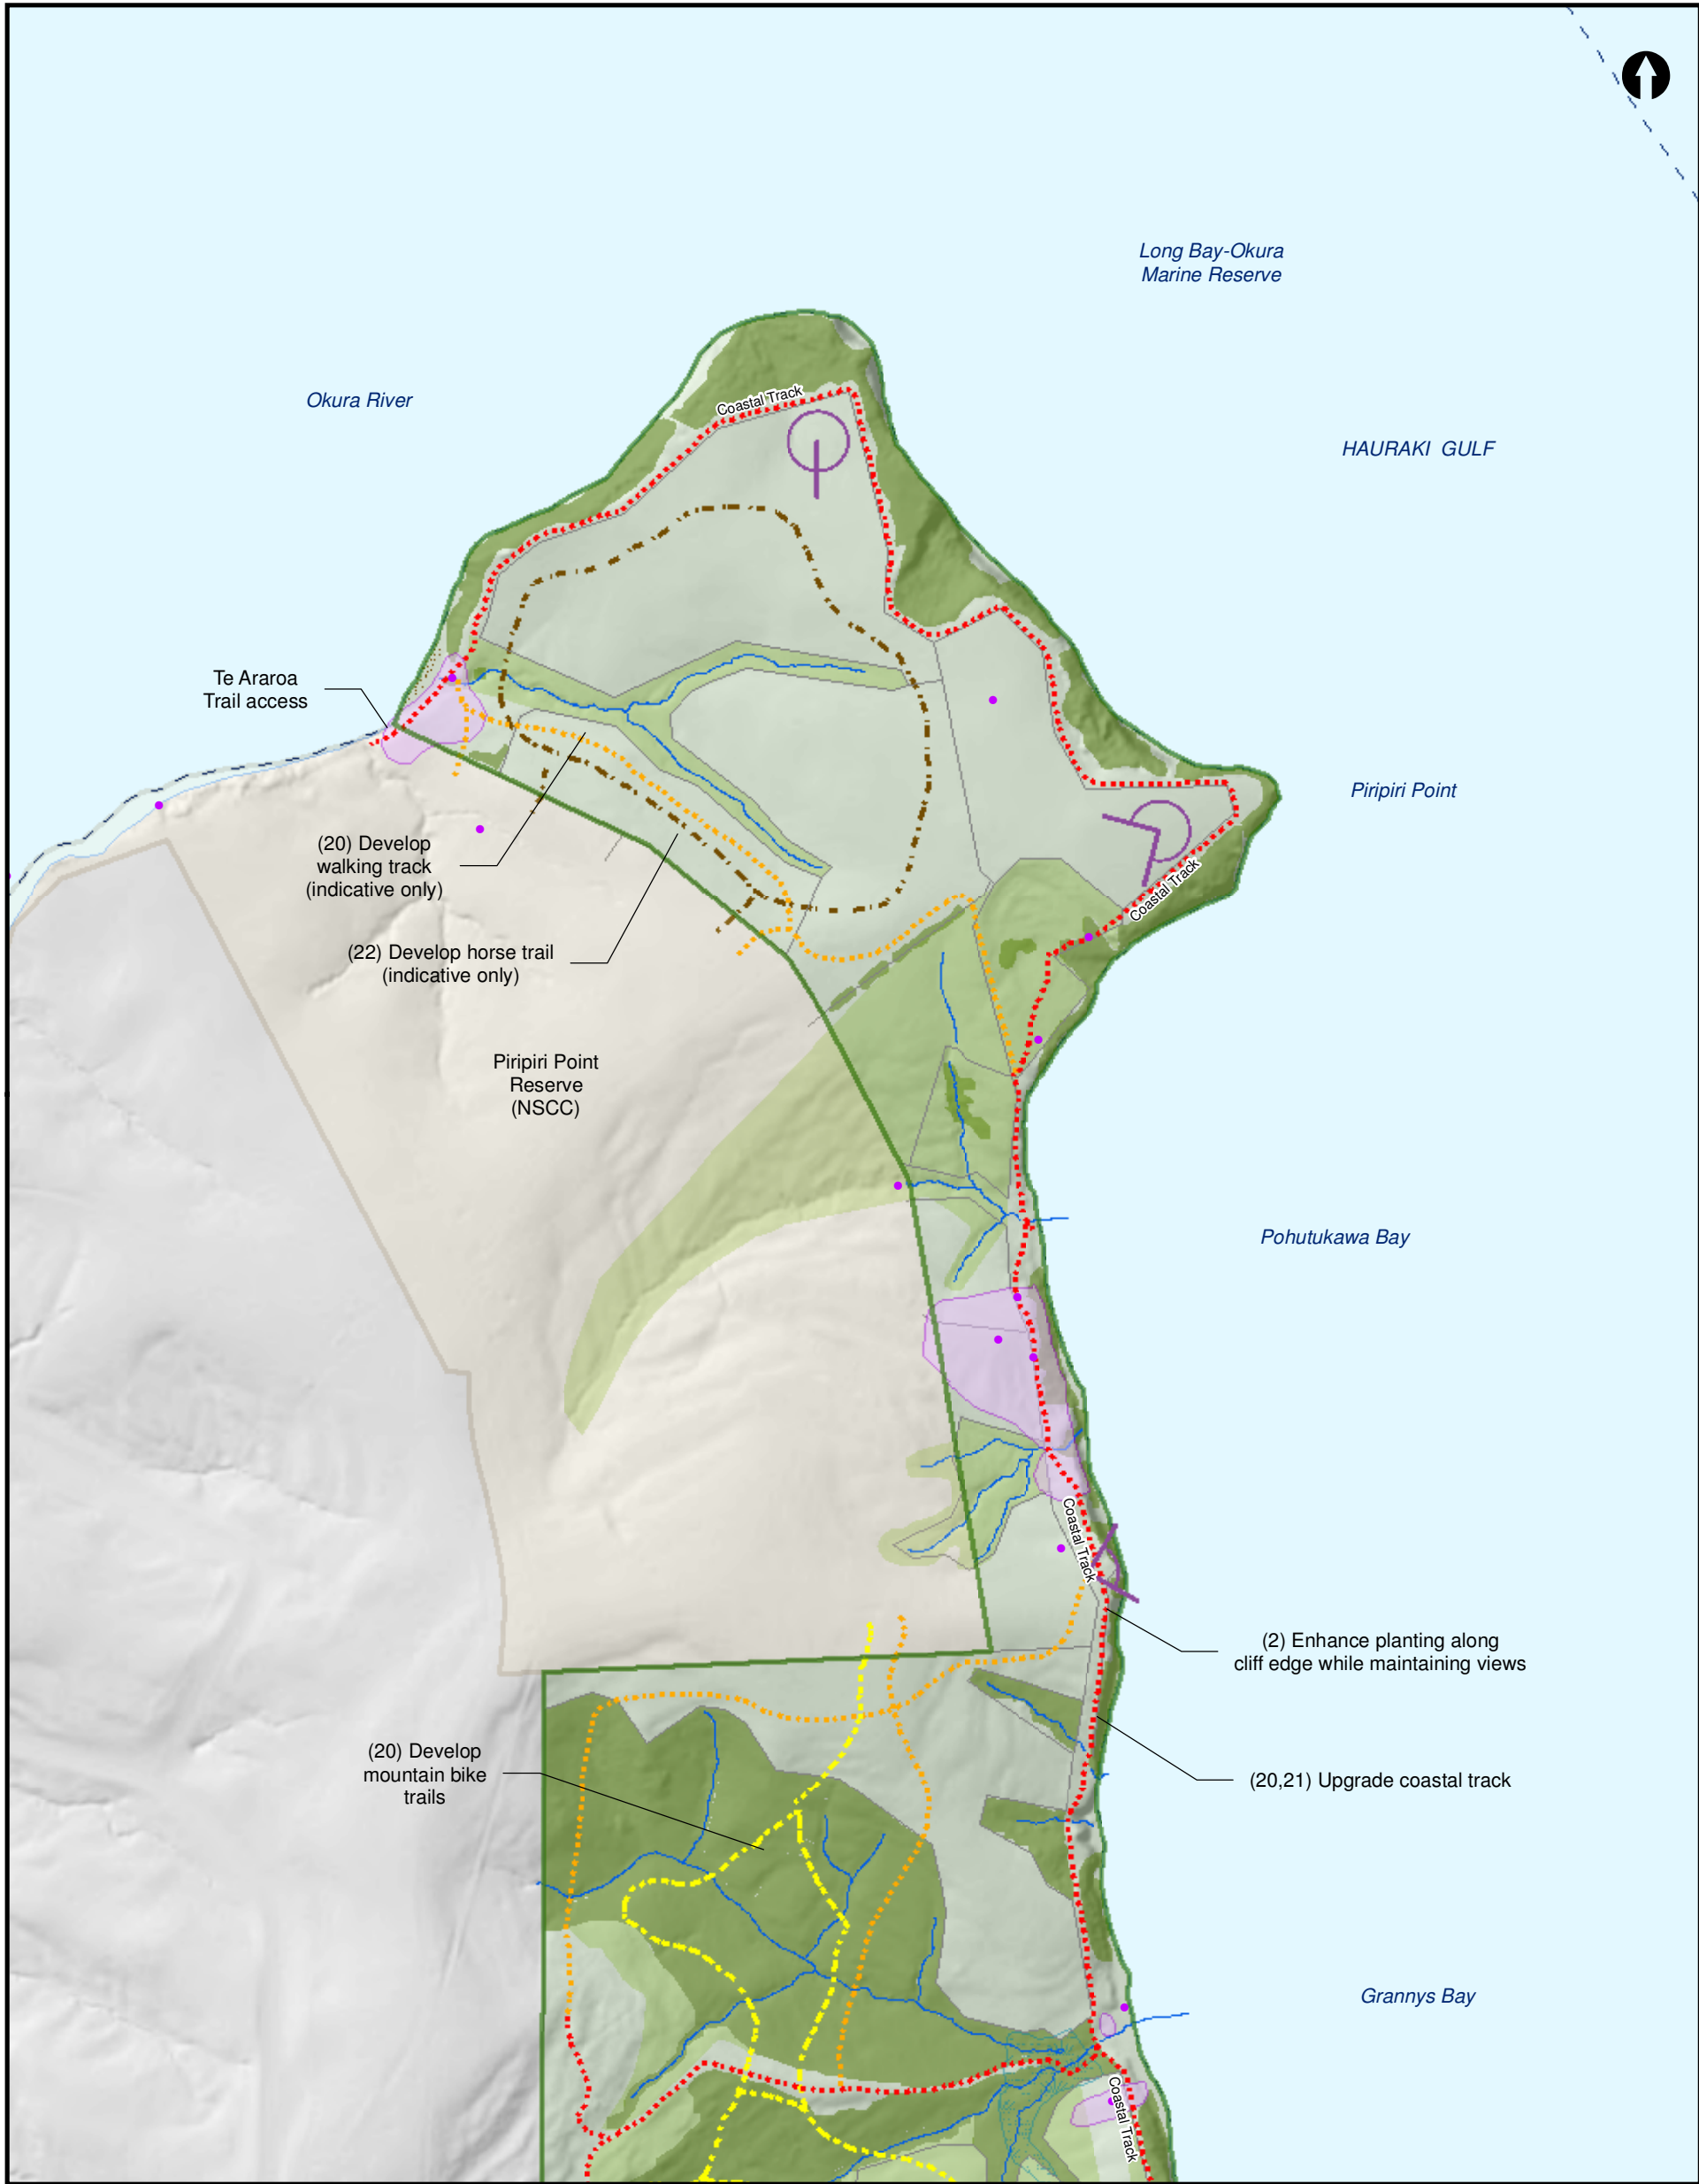 Long Bay-Okura
Marine Reserve
Okura River
Coastal Track
HAURAKI GULF
Te Araroa
Trail access
Piripiri Point
(20) Develop
walking track
(indicative only)
Coastal Track
(22) Develop horse trail
(indicative only)
Piripiri Point
Reserve
(NSCC)
Pohutukawa Bay
Coastal Track
(2) Enhance planting along
cliff edge while maintaining views
(20) Develop
mountain bike
trails
(20,21) Upgrade coastal track
Grannys Bay
Coastal Track